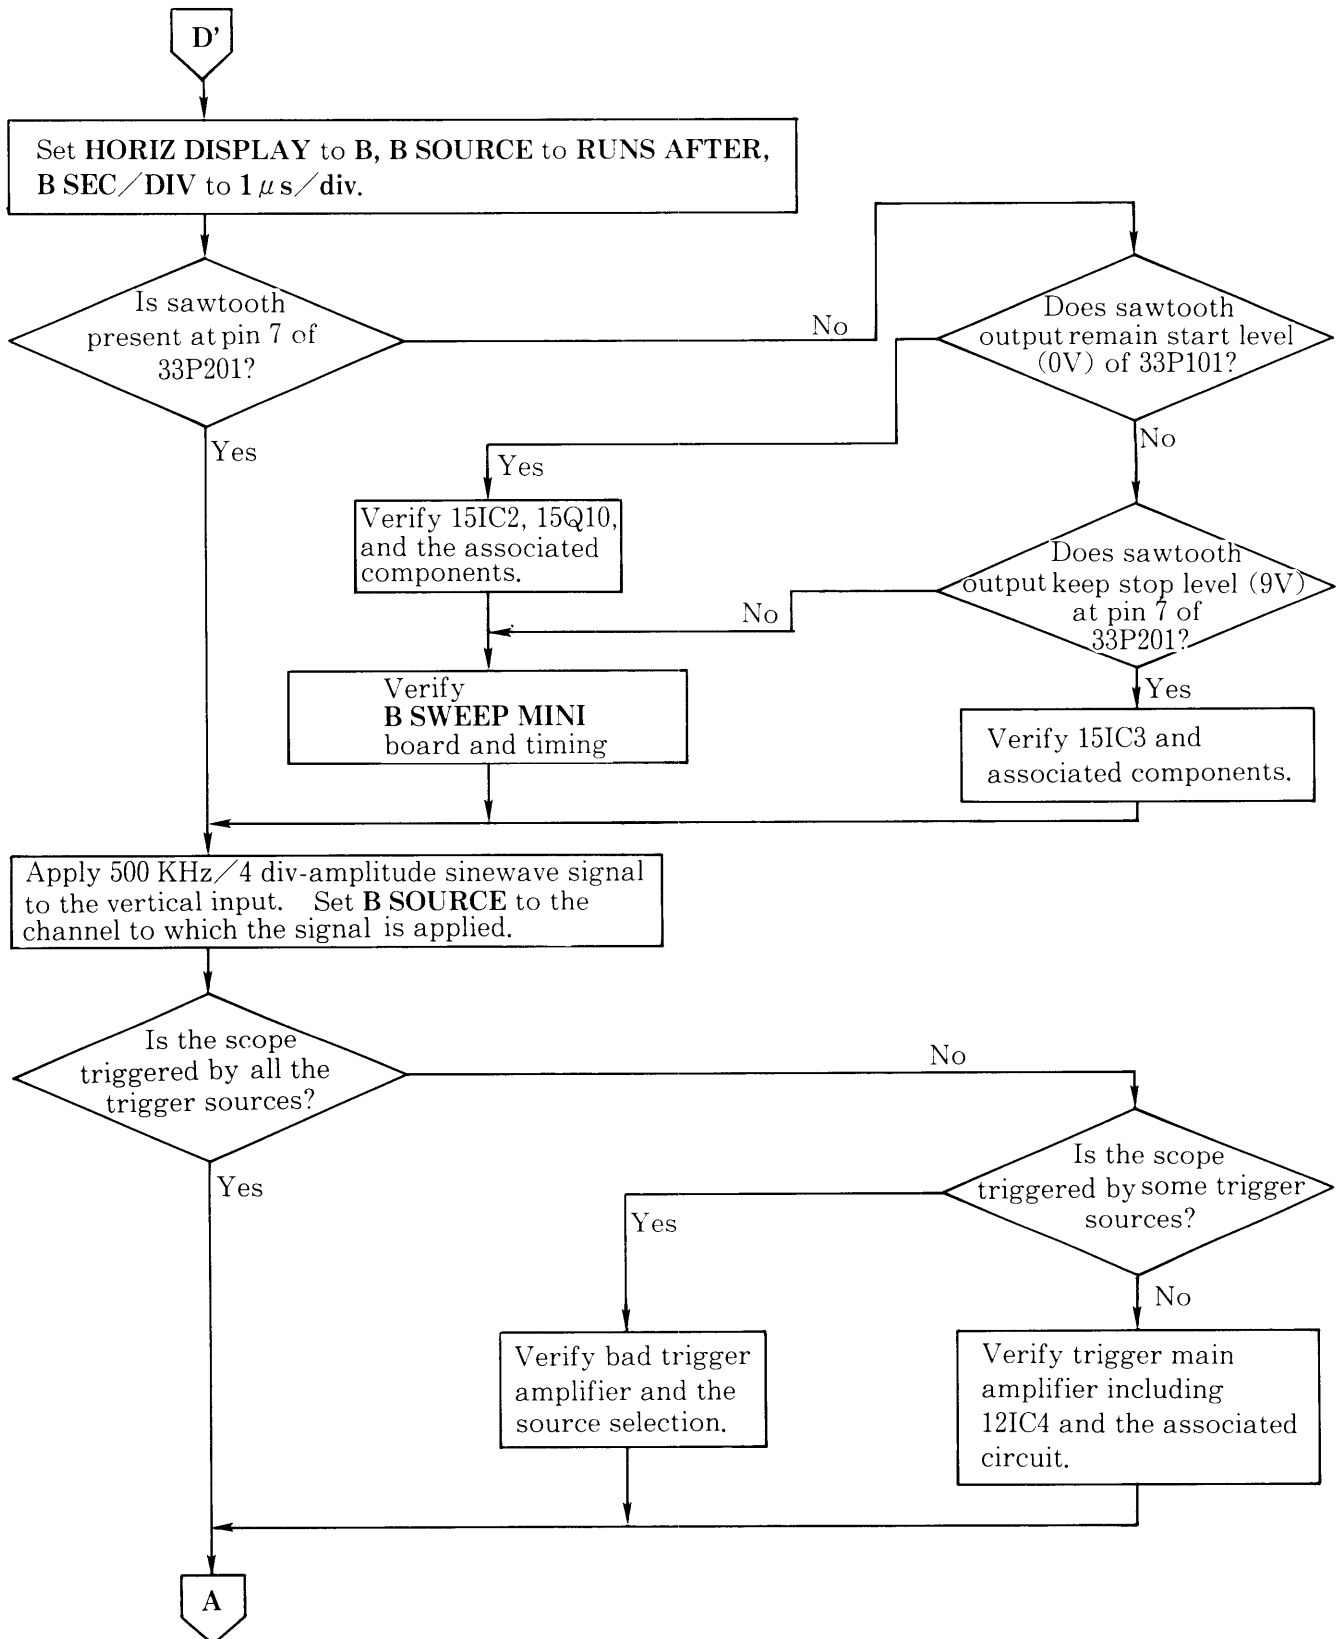 D’
Set HORIZ DISPLAY to B, B SOURCE to RUNS AFTER,
B SEC/DIV to 1 μs/div.
Is sawtooth
present at pin 7 of
33P201?
No
Yes
Does sawtooth
output remain start level
(0V) of 33P101?
Yes
No
Verify 15IC2, 15Q10,
and the associated
components.
Does sawtooth
output keep stop level (9V)
at pin 7 of
33P201?
No
Yes
Verify
B SWEEP MINI
board and timing
Verify 15IC3 and
associated components.
Apply 500 KHz/4 div-amplitude sinewave signal
to the vertical input. Set B SOURCE to the
channel to which the signal is applied.
Is the scope
triggered by all the
trigger sources?
No
Yes
Is the scope
triggered by some trigger
sources?
Yes
No
Verify bad trigger
amplifier and the
source selection.
Verify trigger main
amplifier including
12IC4 and the associated
circuit.
A